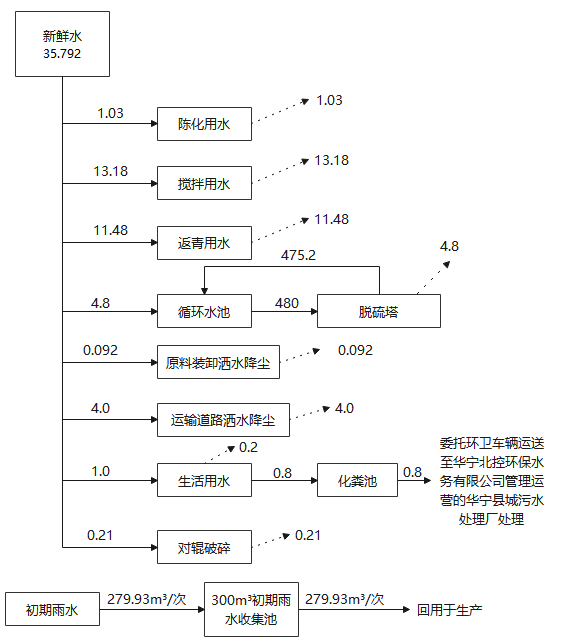 新鲜水
35.792
1.03
陈化用水
1.03
13.18
搅拌用水
13.18
11.48
返青用水
11.48
475.2
4.8
4.8
循环水池
480
脱硫塔
0.092
原料装卸洒水降尘
0.092
4.0
运输道路洒水降尘
4.0
1.0
生活用水
0.2
0.8
化粪池
0.8
委托环卫车辆运送
至华宁北控环保水
务有限公司管理运
营的华宁县城污水
处理厂处理
0.21
对辊破碎
0.21
初期雨水
279.93m³/次
300m³初期雨
水收集池
279.93m³/次
回用于生产